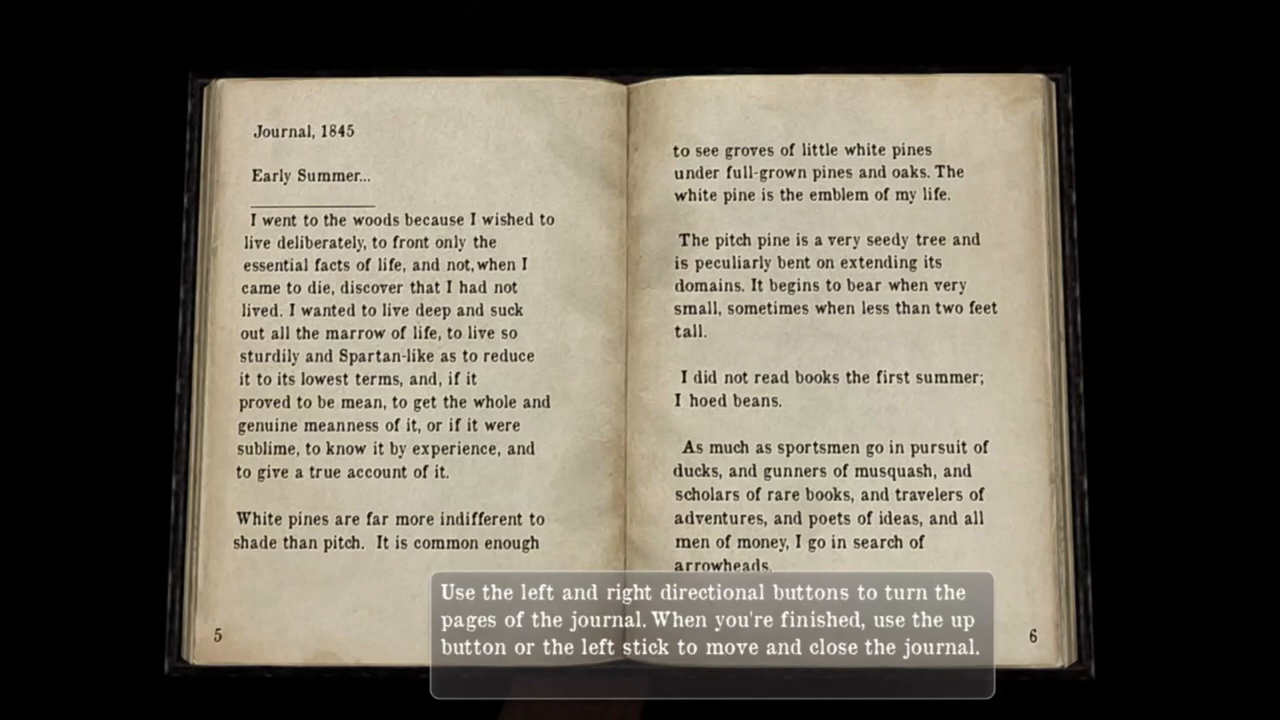 Journal, 1845
Early Summer...
I went to the woods because I wished to
live deliberately, to front only the
essential facts of life, and not, when I
came to die, discover that I had not
lived. I wanted to live deep and suck
out all the marrow of life, to live so
sturdily and Spartan-like as to reduce
it to its lowest terms, and, if it
proved to be mean, to get the whole and
genuine meanness of it, or if it were
sublime, to know it by experience, and
to give a true account of it.
White pines are far more indifferent to
shade than pitch. It is common enough
5
to see groves of little white pines
under full-grown pines and oaks. The
white pine is the emblem of my life.
The pitch pine is a very seedy tree and
is peculiarly bent on extending its
domains. It begins to bear when very
small, sometimes when less than two feet
tall.
I did not read books the first summer;
I hoed beans.
As much as sportsmen go in pursuit of
ducks, and gunners of musquash, and
scholars of rare books, and travelers of
adventures, and poets of ideas, and all
men of money, I go in search of
arrowheads.
6
Use the left and right directional buttons to turn the
pages of the journal. When you're finished, use the up
button or the left stick to move and close the journal.